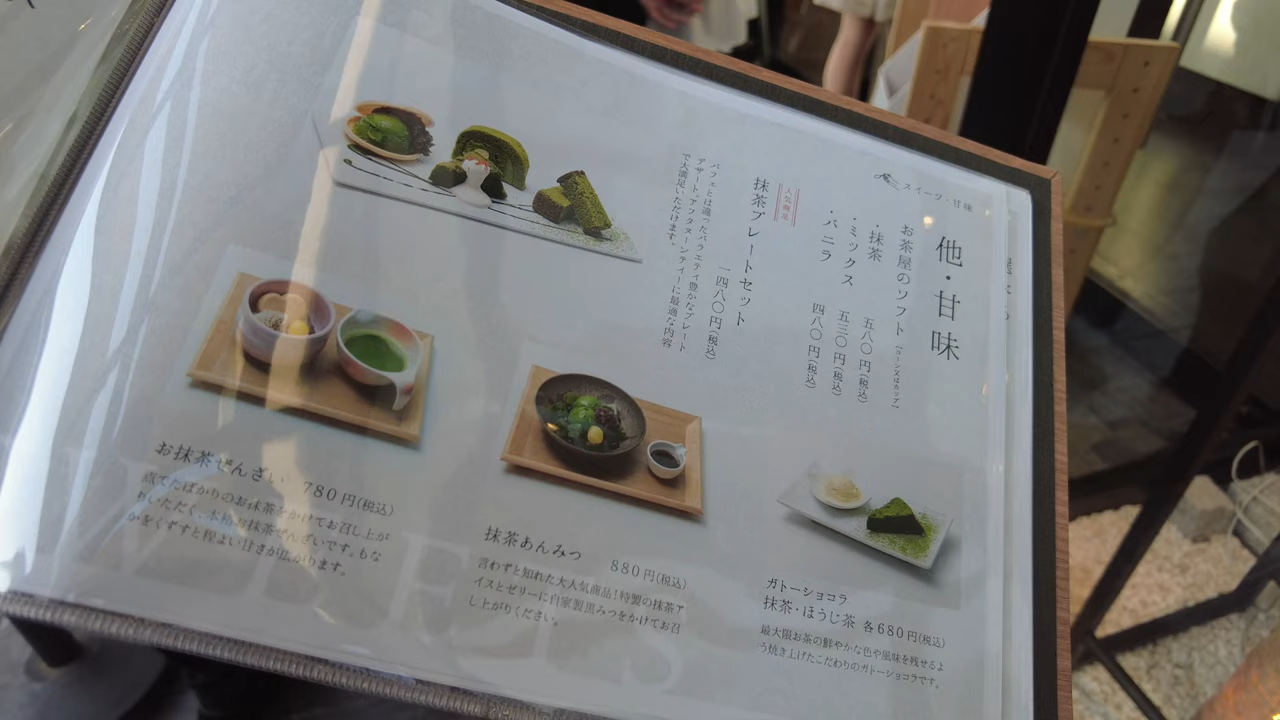 スイーツ・甘味
他・甘味
お茶屋のソフト [コーン又はカップ]
・抹茶 五八〇円(税込)
・ミックス 五三〇円(税込)
・バニラ 四八〇円(税込)
人気商品
抹茶プレートセット
一四八〇円(税込)
パフェとは違ったバラエティ豊かなプレート
デザート。アフタヌーンティーに最適な内容
で大満足いただけます。
お抹茶ぜんざい 780円(税込)
点てたばかりのお抹茶をかけてお召し上が
りいただく、本格お抹茶ぜんざいです。もな
かをくずすと程よい甘さが広がります。
抹茶あんみつ 880円(税込)
言わずと知れた大人気商品!特製の抹茶ア
イスとゼリーに自家製黒みつをかけてお召
し上がりください。
ガトーショコラ
抹茶・ほうじ茶 各680円(税込)
最大限お茶の鮮やかな色や風味を残せるよ
う焼き上げたこだわりのガトーショコラです。